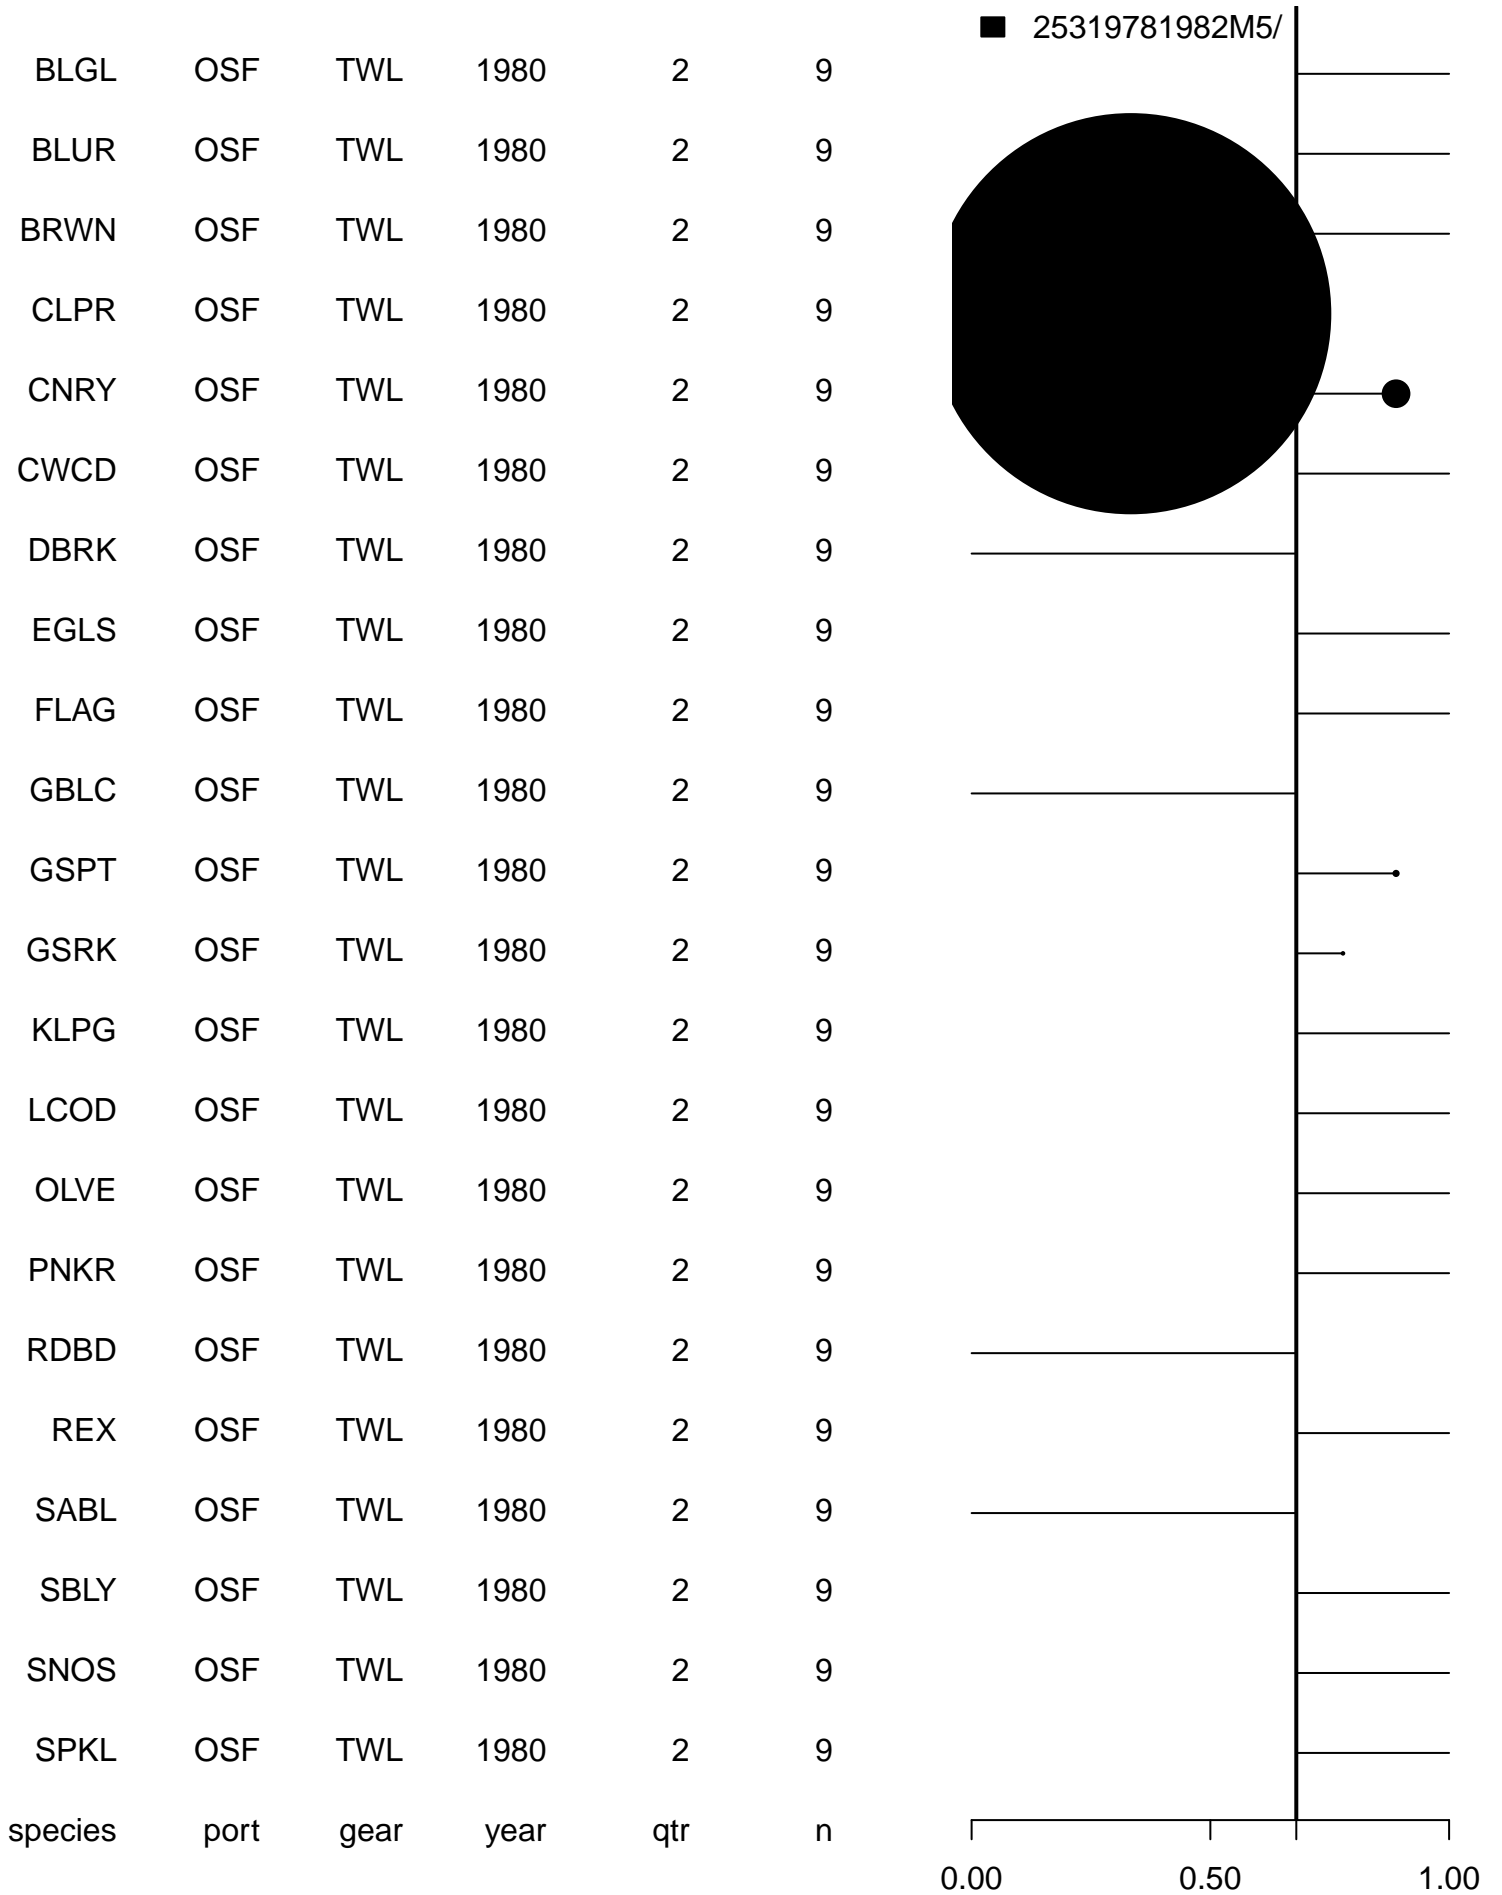 25319781982M5/
BLGL OSF TWL 1980 2 9
BLUR OSF TWL 1980 2 9
BRWN OSF TWL 1980 2 9
CLPR OSF TWL 1980 2 9
CNRY OSF TWL 1980 2 9
CWCD OSF TWL 1980 2 9
DBRK OSF TWL 1980 2 9
EGLS OSF TWL 1980 2 9
FLAG OSF TWL 1980 2 9
GBLC OSF TWL 1980 2 9
GSPT OSF TWL 1980 2 9
GSRK OSF TWL 1980 2 9
KLPG OSF TWL 1980 2 9
LCOD OSF TWL 1980 2 9
OLVE OSF TWL 1980 2 9
PNKR OSF TWL 1980 2 9
RDBD OSF TWL 1980 2 9
REX OSF TWL 1980 2 9
SABL OSF TWL 1980 2 9
SBLY OSF TWL 1980 2 9
SNOS OSF TWL 1980 2 9
SPKL OSF TWL 1980 2 9
species port gear year qtr n
0.00 0.50 1.00